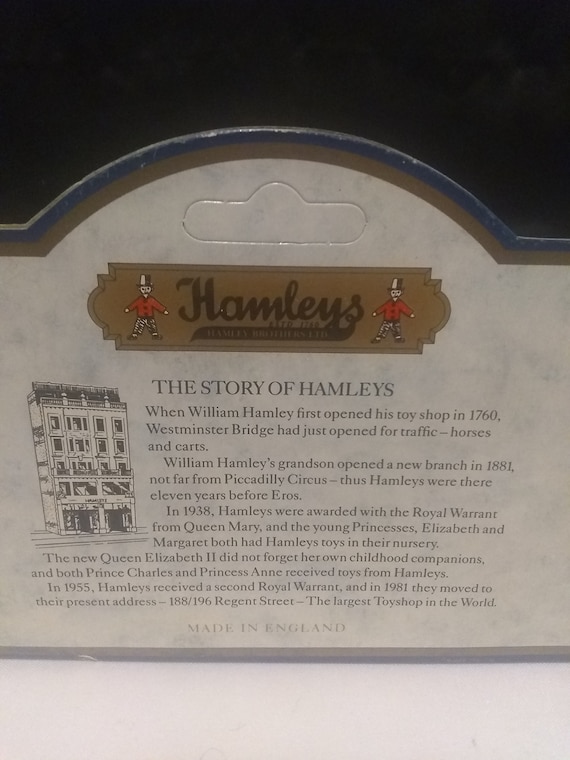 Hamleys
ESTD 1760
HAMLEY BROTHERS LTD
THE STORY OF HAMLEYS
When William Hamley first opened his toy shop in 1760,
Westminster Bridge had just opened for traffic – horses
and carts.
William Hamley's grandson opened a new branch in 1881,
not far from Piccadilly Circus – thus Hamleys were there
eleven years before Eros.
In 1938, Hamleys were awarded with the Royal Warrant
from Queen Mary, and the young Princesses, Elizabeth and
Margaret both had Hamleys toys in their nursery.
The new Queen Elizabeth II did not forget her own childhood companions,
and both Prince Charles and Princess Anne received toys from Hamleys.
In 1955, Hamleys received a second Royal Warrant, and in 1981 they moved to
their present address – 188/196 Regent Street – The largest Toyshop in the World.
HAMLEYS
MADE IN ENGLAND